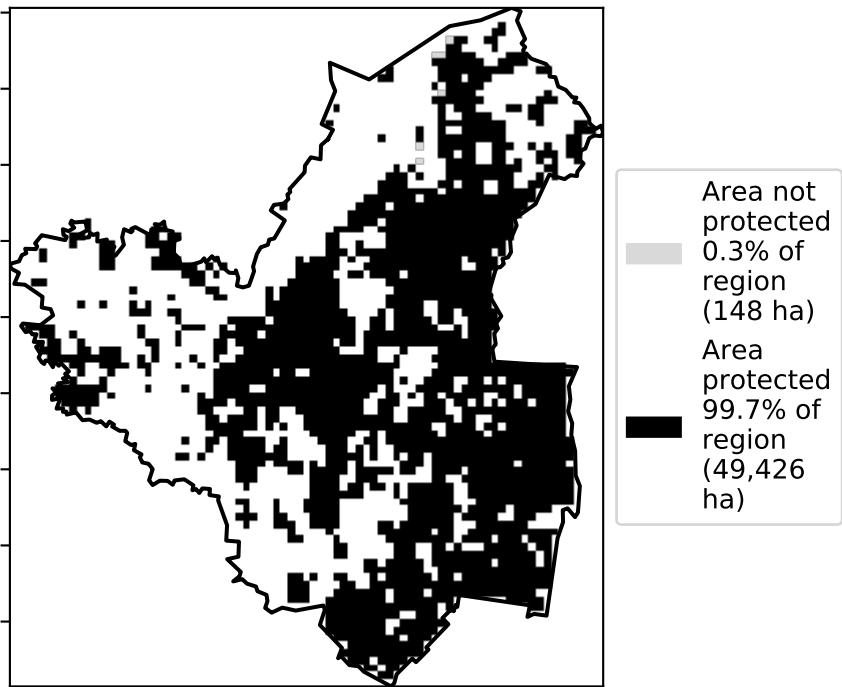 Area not
protected
0.3% of
region
(148 ha)
Area
protected
99.7% of
region
(49,426
ha)